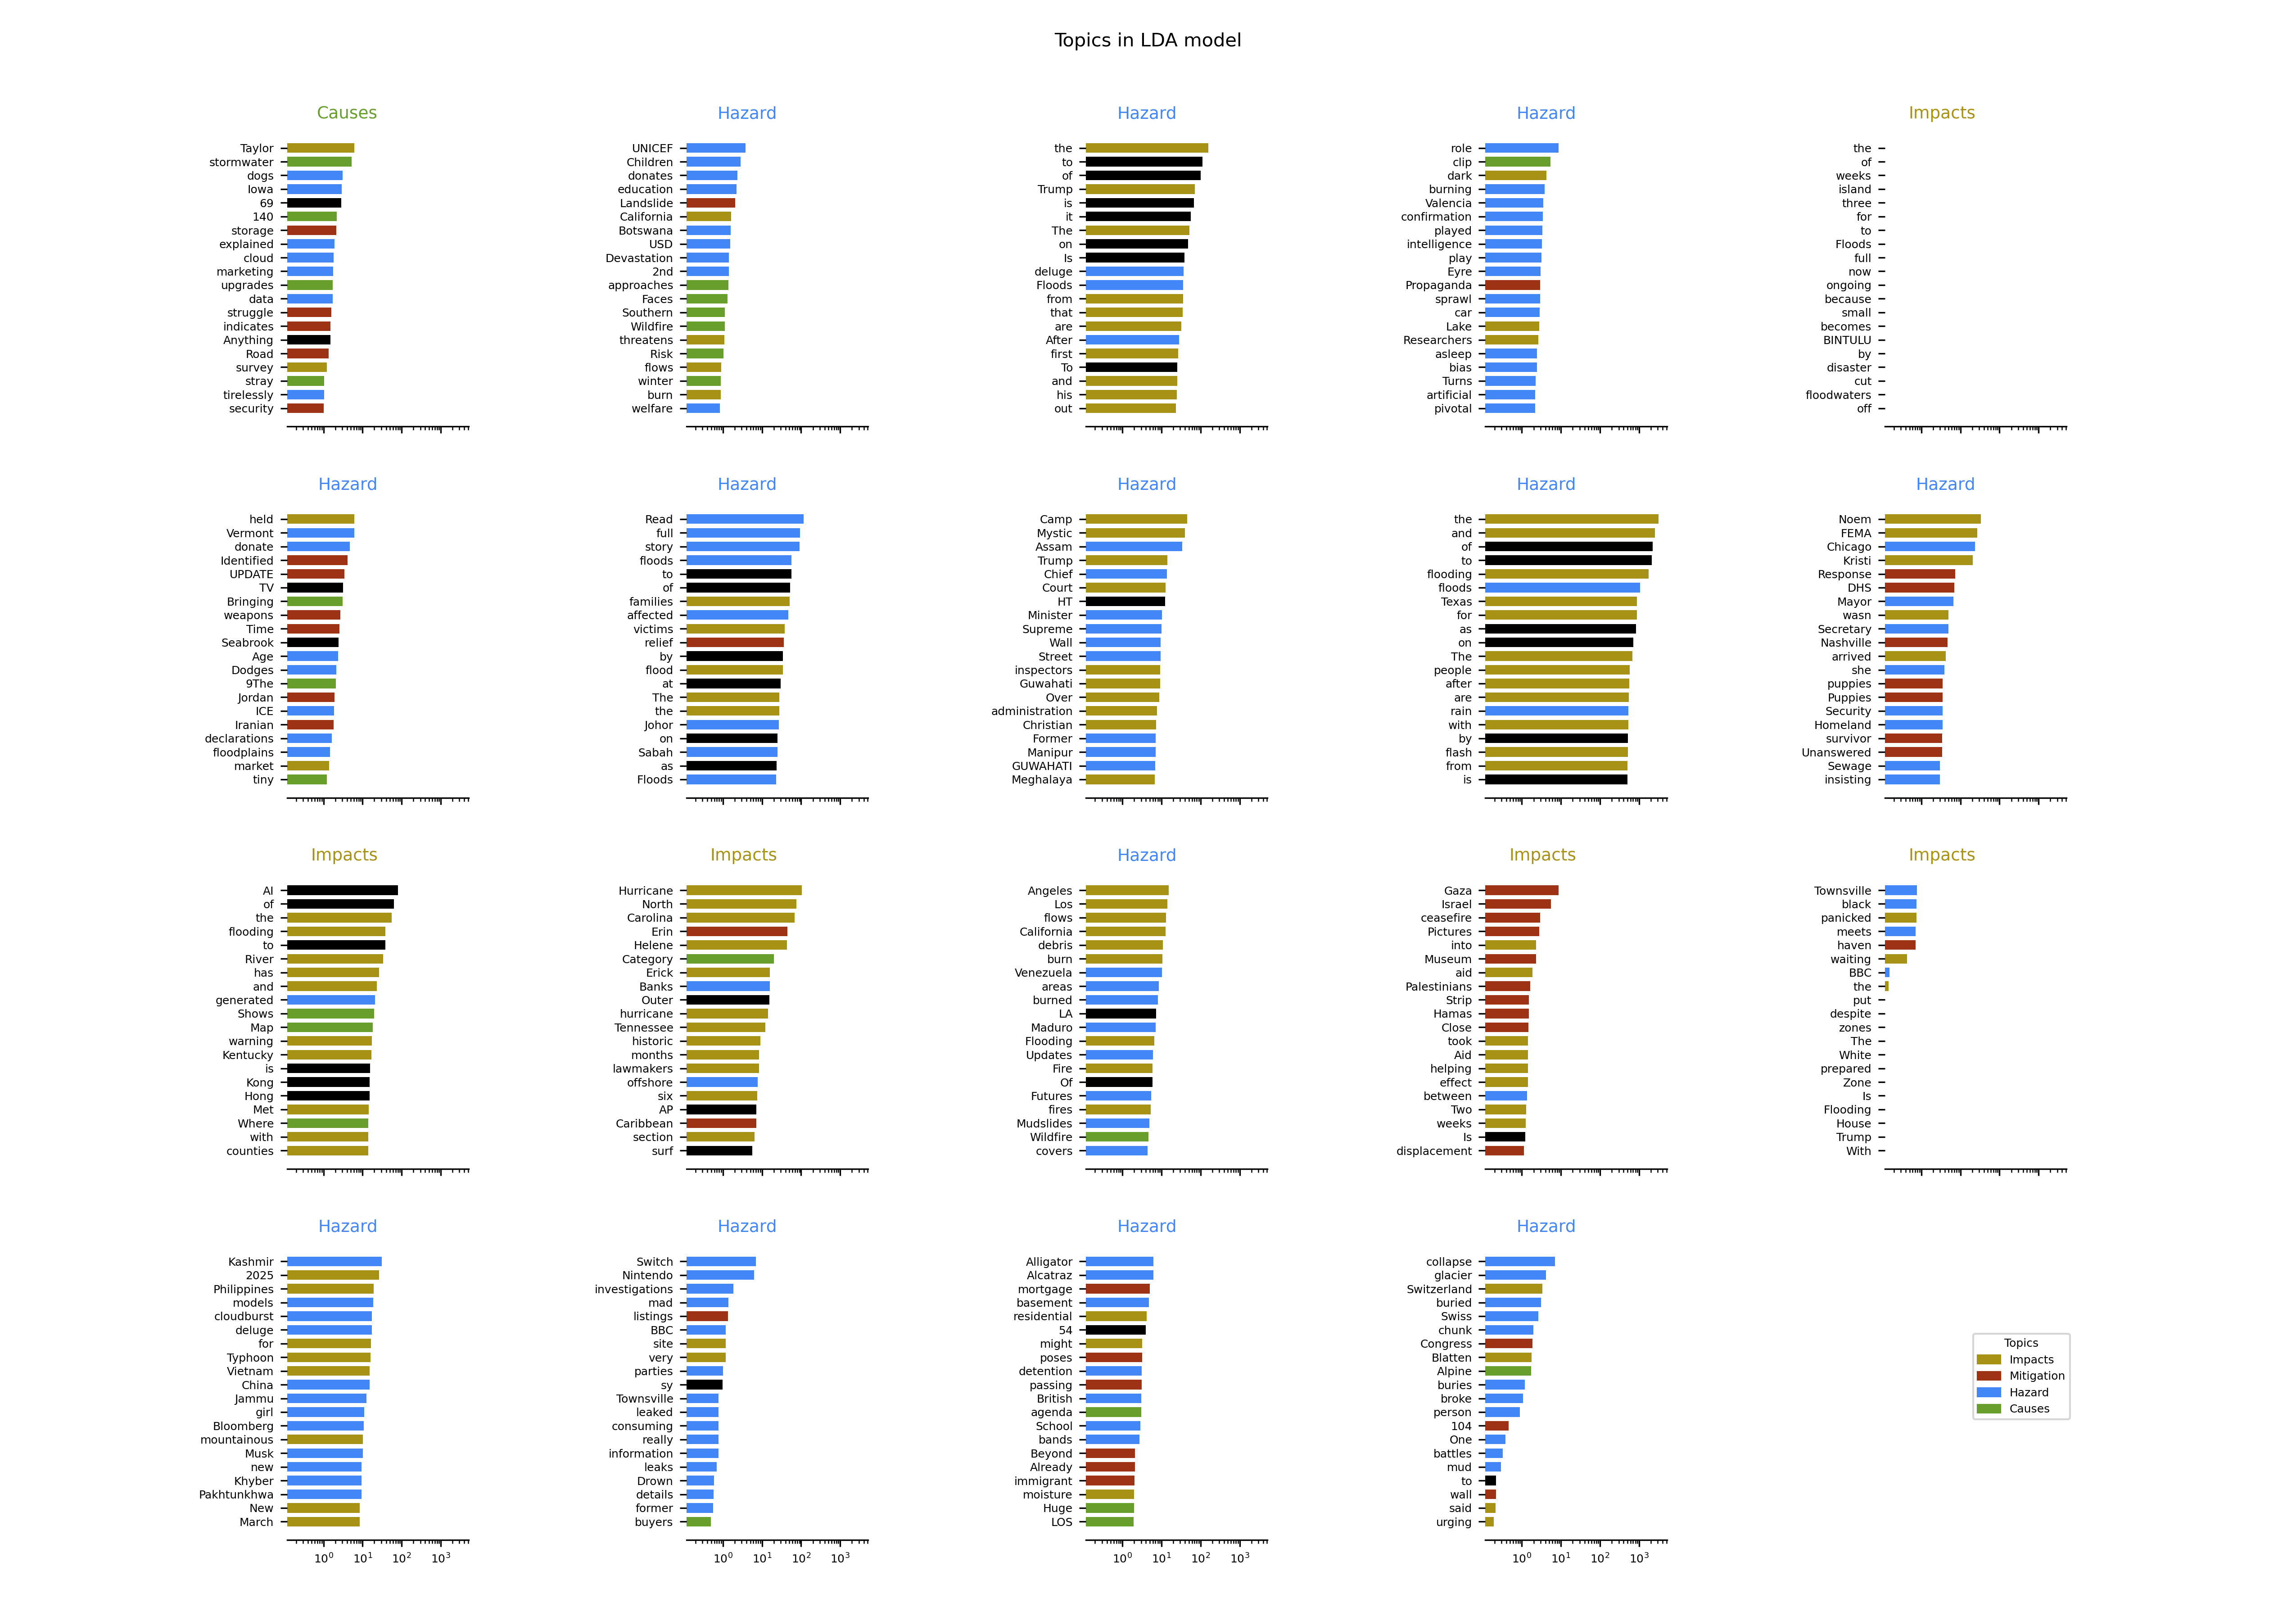 Topics in LDA model
Causes
Taylor
stormwater
dogs
Iowa
69
140
storage
explained
cloud
marketing
upgrades
data
struggle
indicates
Anything
Road
survey
stray
tirelessly
security
Hazard
UNICEF
Children
donates
education
Landslide
California
Botswana
USD
Devastation
2nd
approaches
Faces
Southern
Wildfire
threatens
Risk
flows
winter
burn
welfare
Hazard
the
to
of
Trump
is
it
The
on
Is
deluge
Floods
from
that
are
After
first
To
and
his
out
Hazard
role
clip
dark
burning
Valencia
confirmation
played
intelligence
play
Eyre
Propaganda
sprawl
car
Lake
Researchers
asleep
bias
Turns
artificial
pivotal
Impacts
the
of
weeks
island
three
for
to
Floods
full
now
ongoing
because
small
becomes
BINTULU
by
disaster
cut
floodwaters
off
Hazard
held
Vermont
donate
Identified
UPDATE
TV
Bringing
weapons
Time
Seabrook
Age
Dodges
9The
Jordan
ICE
Iranian
declarations
floodplains
market
tiny
Hazard
Read
full
story
floods
to
of
families
affected
victims
relief
by
flood
at
The
the
Johor
on
Sabah
as
Floods
Hazard
Camp
Mystic
Assam
Trump
Chief
Court
HT
Minister
Supreme
Wall
Street
inspectors
Guwahati
Over
administration
Christian
Former
Manipur
GUWAHATI
Meghalaya
Hazard
the
and
of
to
flooding
floods
Texas
for
as
on
The
people
after
are
rain
with
by
flash
from
is
Hazard
Noem
FEMA
Chicago
Kristi
Response
DHS
Mayor
wasn
Secretary
Nashville
arrived
she
puppies
Puppies
Security
Homeland
survivor
Unanswered
Sewage
insisting
Impacts
AI
of
the
flooding
to
River
has
and
generated
Shows
Map
warning
Kentucky
is
Kong
Hong
Met
Where
with
counties
Impacts
Hurricane
North
Carolina
Erin
Helene
Category
Erick
Banks
Outer
hurricane
Tennessee
historic
months
lawmakers
offshore
six
AP
Caribbean
section
surf
Hazard
Angeles
Los
flows
California
debris
burn
Venezuela
areas
burned
LA
Maduro
Flooding
Updates
Fire
Of
Futures
fires
Mudslides
Wildfire
covers
Impacts
Gaza
Israel
ceasefire
Pictures
into
Museum
aid
Palestinians
Strip
Hamas
Close
took
Aid
helping
effect
between
Two
weeks
Is
displacement
Impacts
Townsville
black
panicked
meets
haven
waiting
BBC
the
put
despite
zones
The
White
prepared
Zone
Is
Flooding
House
Trump
With
Hazard
Kashmir
2025
Philippines
models
cloudburst
deluge
for
Typhoon
Vietnam
China
Jammu
girl
Bloomberg
mountainous
Musk
new
Khyber
Pakhtunkhwa
New
March
10⁰ 10¹ 10² 10³
Hazard
Switch
Nintendo
investigations
mad
listings
BBC
site
very
parties
sy
Townsville
leaked
consuming
really
information
leaks
Drown
details
former
buyers
10⁰ 10¹ 10² 10³
Hazard
Alligator
Alcatraz
mortgage
basement
residential
54
might
poses
detention
passing
British
agenda
School
bands
Beyond
Already
immigrant
moisture
Huge
LOS
10⁰ 10¹ 10² 10³
Hazard
collapse
glacier
Switzerland
buried
Swiss
chunk
Congress
Blatten
Alpine
buries
broke
person
104
One
battles
mud
to
wall
said
urging
10⁰ 10¹ 10² 10³
Topics
Impacts
Mitigation
Hazard
Causes